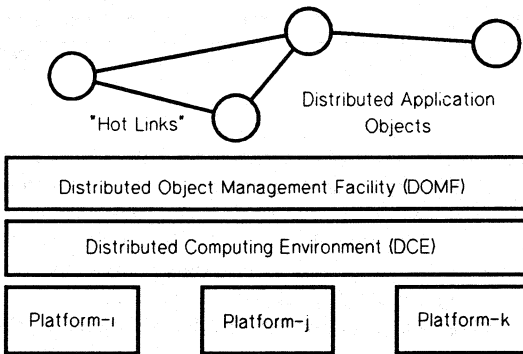 "Hot Links"
Distributed Application
Objects
Distributed Object Management Facility (DOMF)
Distributed Computing Environment (DCE)
Platform-i
Platform-j
Platform-k